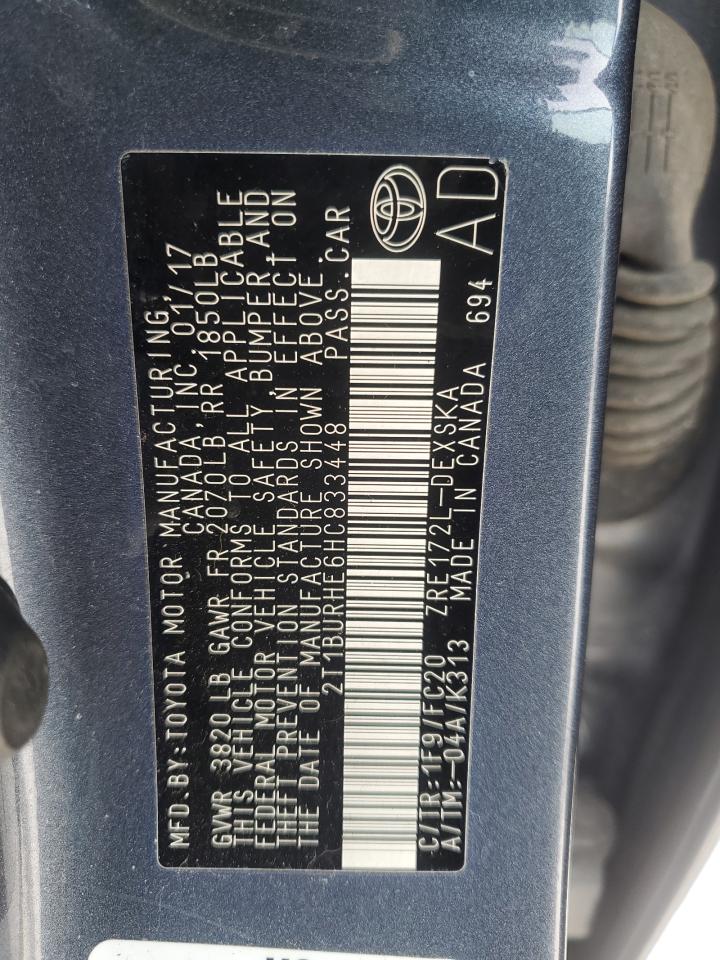 MFD.BY:TOYOTA MOTOR MANUFACTURING,
CANADA,INC. 01/17
GVWR 3820LB GAWR FR 2070LB RR 1850LB
THIS VEHICLE CONFORMS TO ALL APPLICABLE
FEDERAL MOTOR VEHICLE SAFETY, BUMPER, AND
THEFT PREVENTION STANDARDS IN EFFECT ON
THE DATE OF MANUFACTURE SHOWN ABOVE.
2T1BURHE6HC833448 PASS.CAR
C/TR:1F9/FC20 ZRE172L-DEXSKA
A/TM:-04A/K313 MADE IN CANADA 694
AD